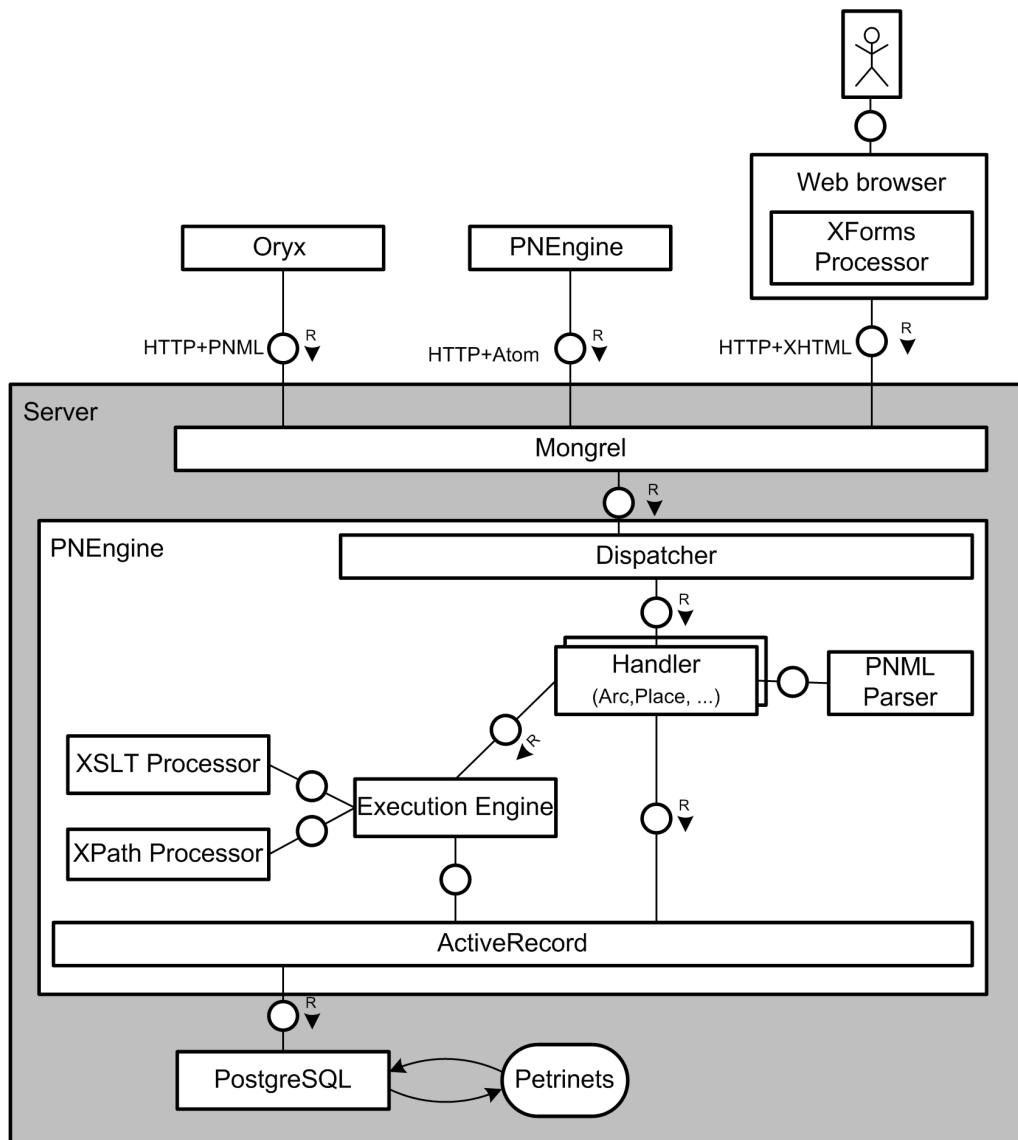 Web browser
XForms
Processor
Oryx
PNEngine
R
HTTP+PNML
R
HTTP+Atom
R
HTTP+XHTML
Server
Mongrel
R
PNEngine
Dispatcher
R
Handler
(Arc,Place, ...)
PNML
Parser
R
XSLT Processor
Execution Engine
R
XPath Processor
ActiveRecord
R
PostgreSQL
Petrinets